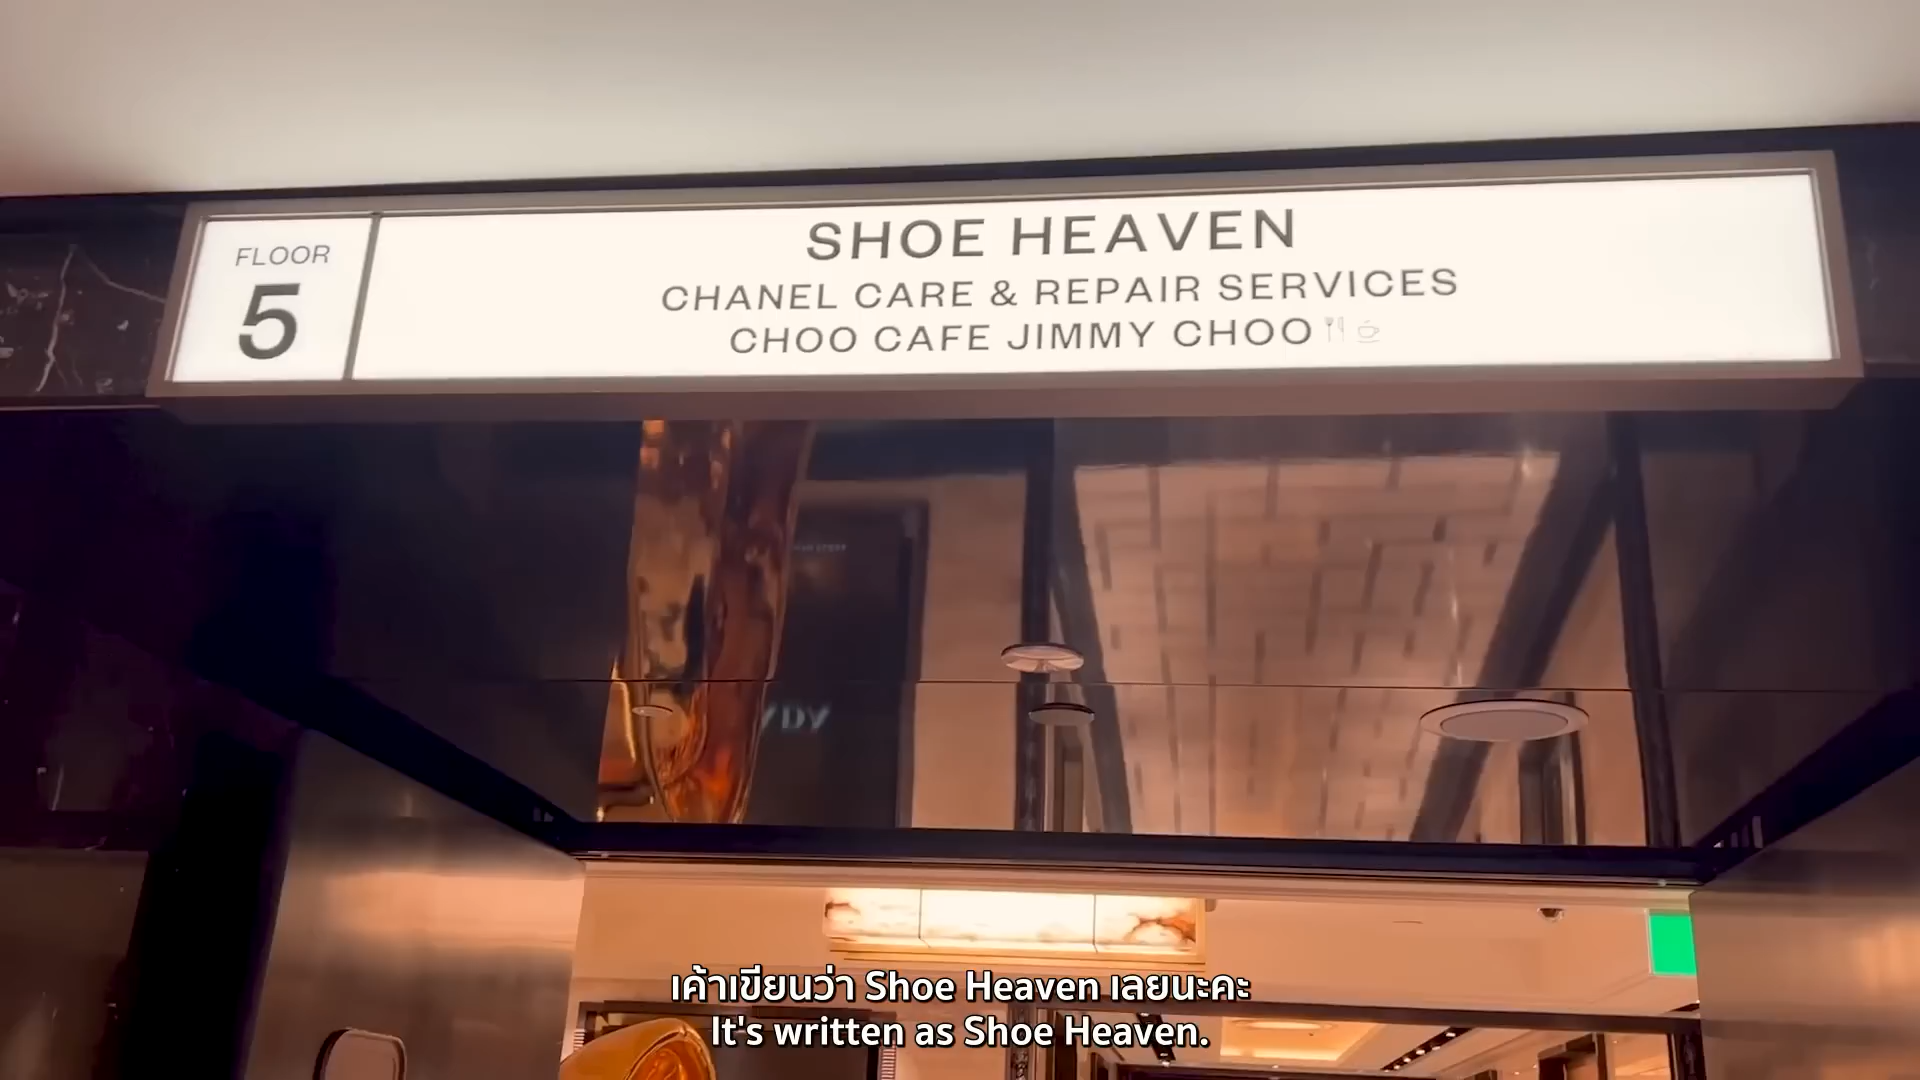 FLOOR
5
SHOE HEAVEN
CHANEL CARE & REPAIR SERVICES
CHOO CAFE JIMMY CHOO
เค้าเขียนว่า Shoe Heaven เลยนะคะ
It's written as Shoe Heaven.